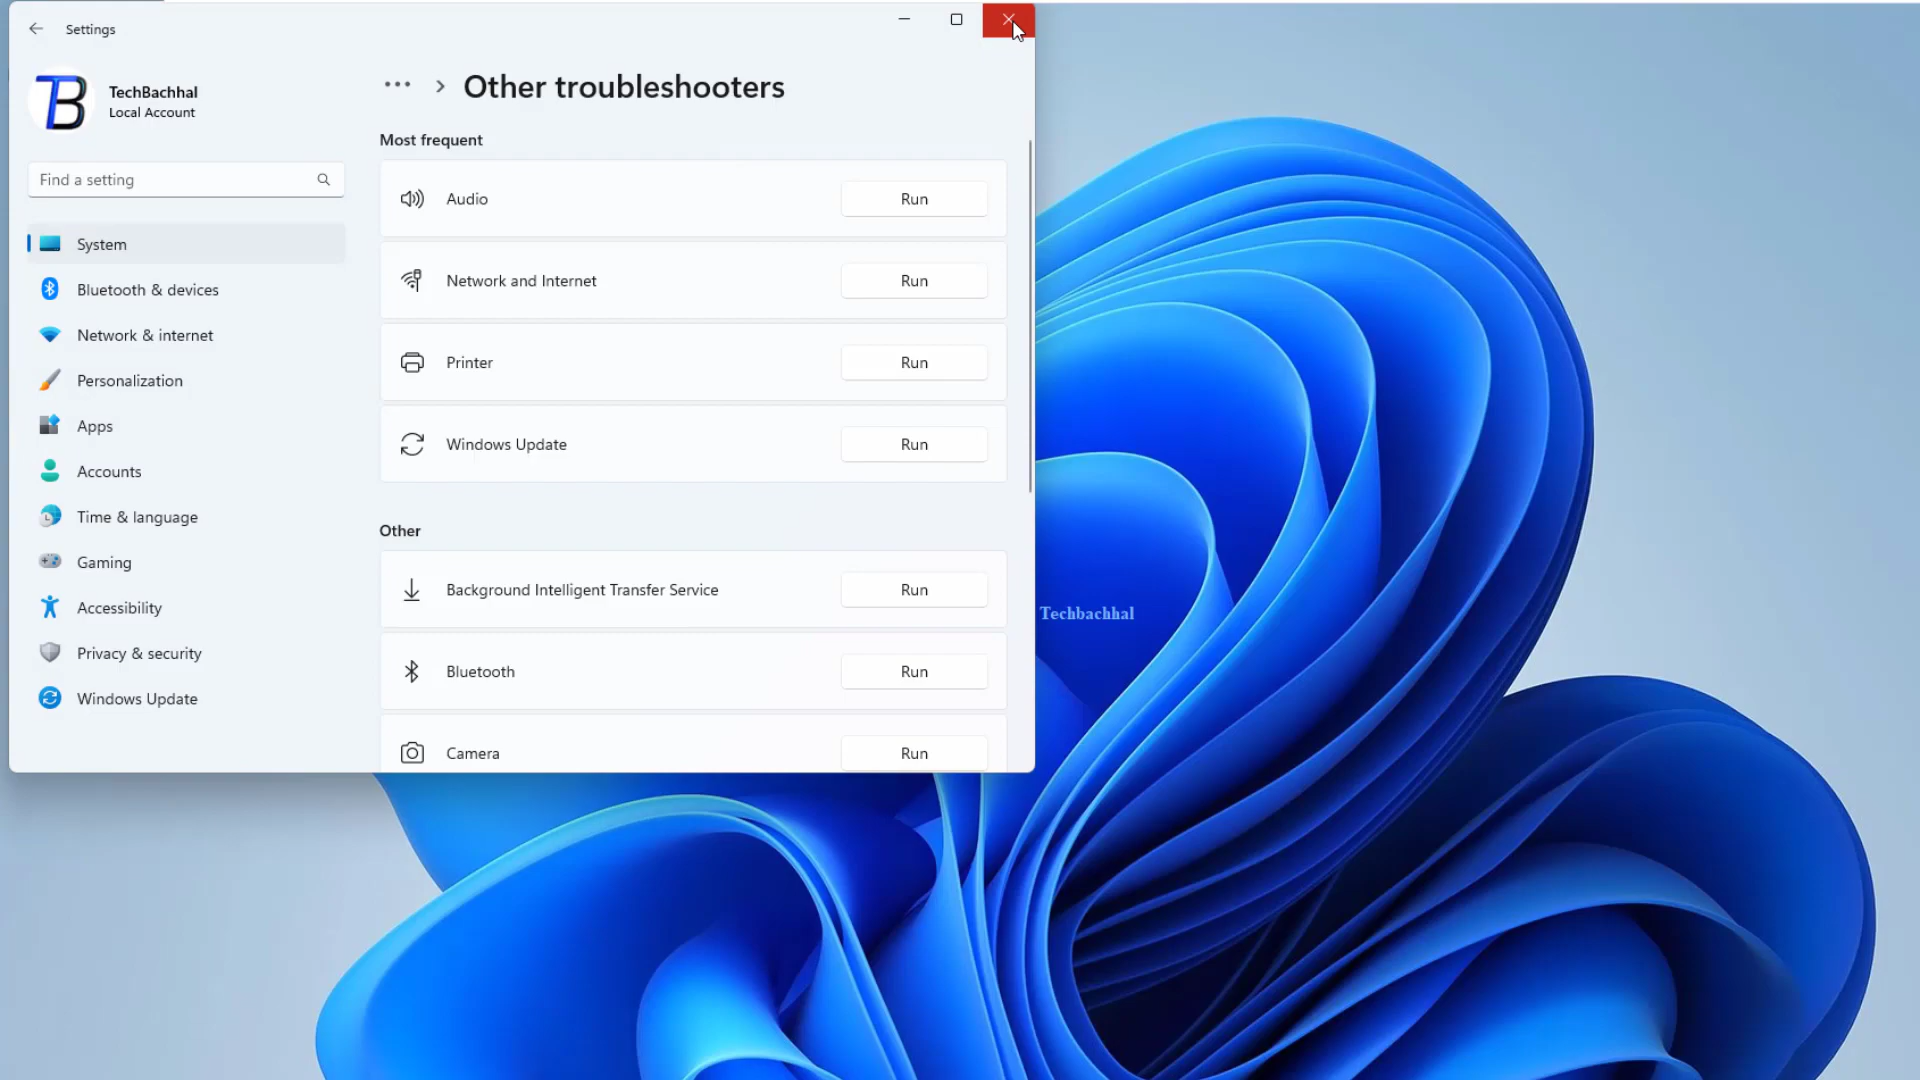 Settings
TechBachhal
Local Account
Find a setting
System
Bluetooth & devices
Network & internet
Personalization
Apps
Accounts
Time & language
Gaming
Accessibility
Privacy & security
Windows Update
··· › Other troubleshooters
Most frequent
Audio Run
Network and Internet Run
Printer Run
Windows Update Run
Other
Background Intelligent Transfer Service Run
Bluetooth Run
Camera Run
Techbachhal